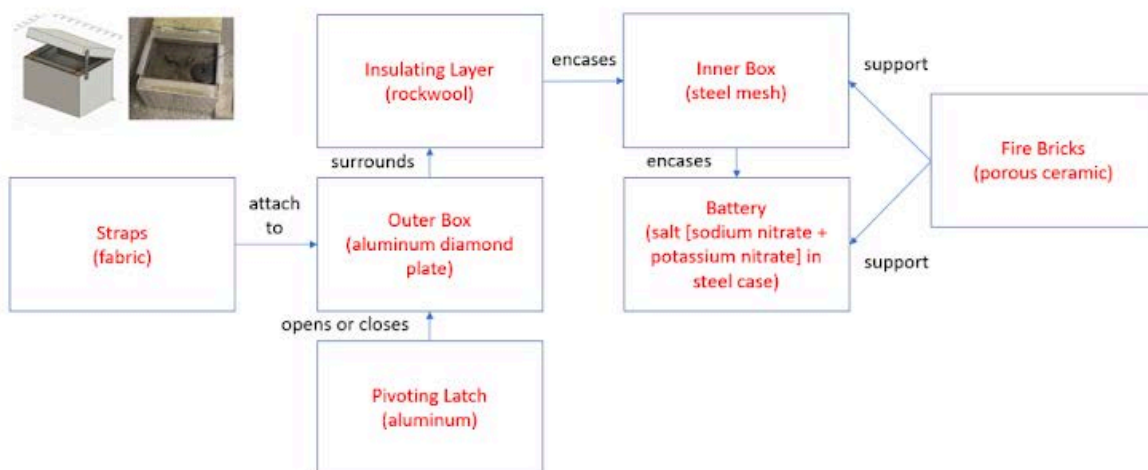 Insulating Layer
(rockwool)
encases
Inner Box
(steel mesh)
support
Fire Bricks
(porous ceramic)
surrounds
encases
Straps
(fabric)
attach
to
Outer Box
(aluminum diamond
plate)
Battery
(salt [sodium nitrate +
potassium nitrate] in
steel case)
support
opens or closes
Pivoting Latch
(aluminum)